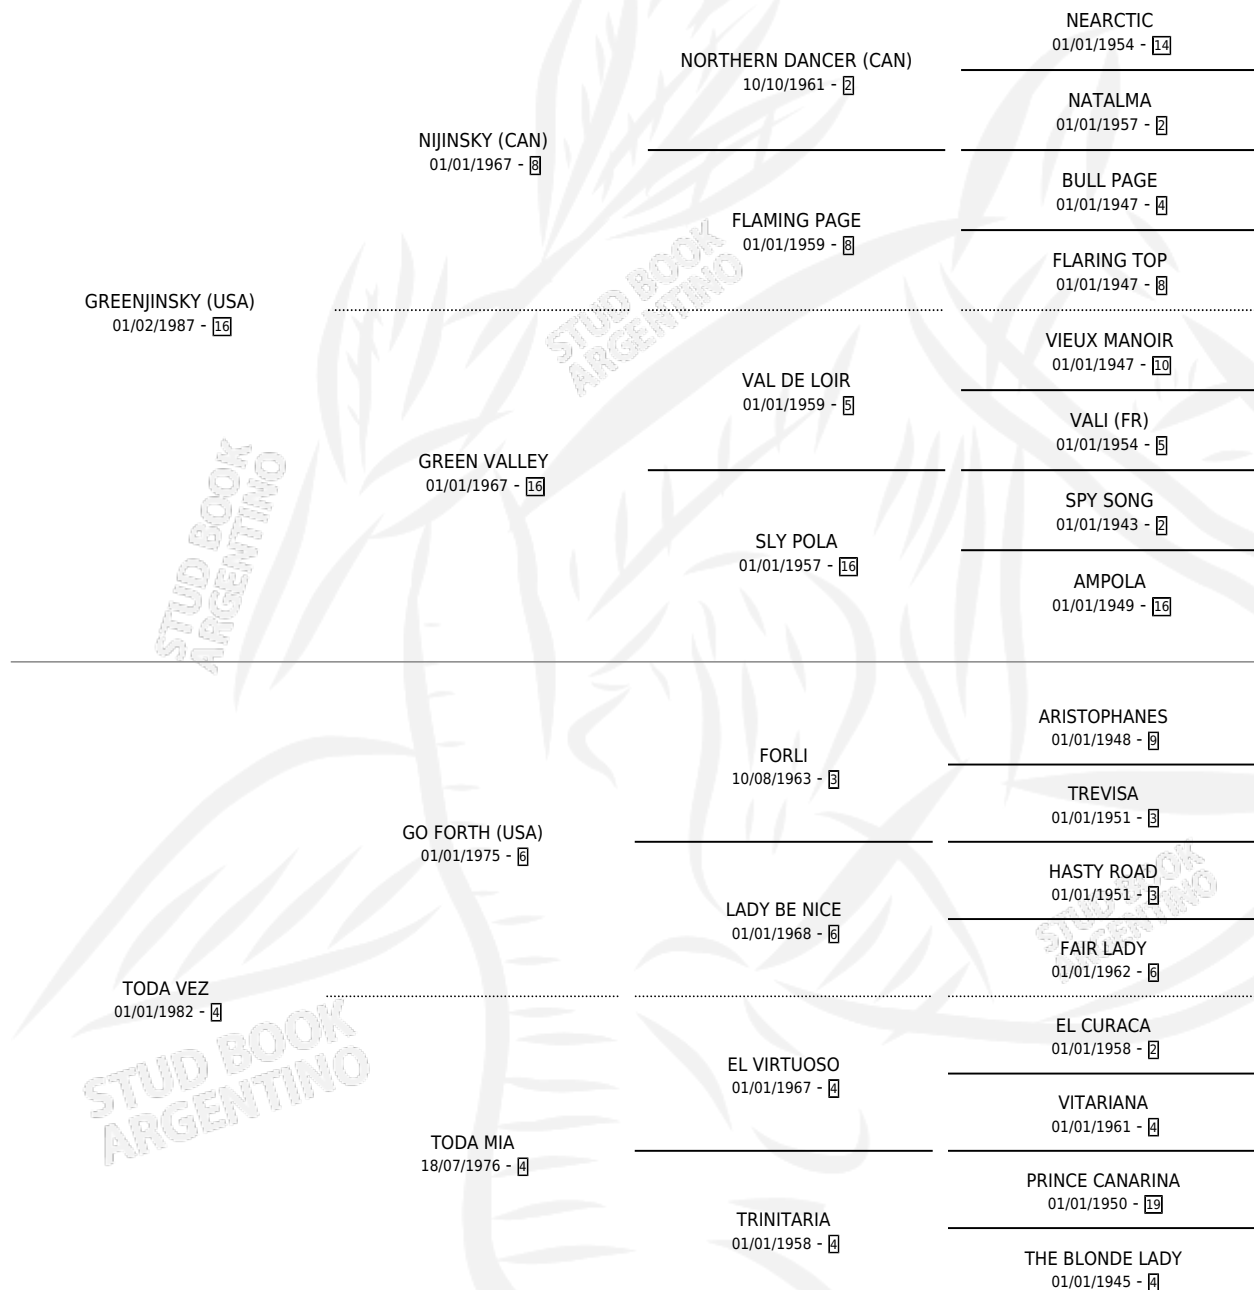 NEARCTIC
01/01/1954 - 14
NORTHERN DANCER (CAN)
10/10/1961 - 2
NATALMA
01/01/1957 - 2
NIJINSKY (CAN)
01/01/1967 - 8
BULL PAGE
01/01/1947 - 4
FLAMING PAGE
01/01/1959 - 8
FLARING TOP
01/01/1947 - 8
GREENJINSKY (USA)
01/02/1987 - 16
VIEUX MANOIR
01/01/1947 - 10
VAL DE LOIR
01/01/1959 - 5
VALI (FR)
01/01/1954 - 5
GREEN VALLEY
01/01/1967 - 16
SPY SONG
01/01/1943 - 2
SLY POLA
01/01/1957 - 16
AMPOLA
01/01/1949 - 16
ARISTOPHANES
01/01/1948 - 9
FORLI
10/08/1963 - 3
TREVISA
01/01/1951 - 3
GO FORTH (USA)
01/01/1975 - 6
HASTY ROAD
01/01/1951 - 3
LADY BE NICE
01/01/1968 - 6
FAIR LADY
01/01/1962 - 6
TODA VEZ
01/01/1982 - 4
EL CURACA
01/01/1958 - 2
EL VIRTUOSO
01/01/1967 - 4
VITARIANA
01/01/1961 - 4
TODA MIA
18/07/1976 - 4
PRINCE CANARINA
01/01/1950 - 19
TRINITARIA
01/01/1958 - 4
THE BLONDE LADY
01/01/1945 - 4
STUD BOOK
ARGENTINO
STUD BOOK
ARGENTINO
STUD BOOK
ARGENTINO
STUD BOOK
ARGENTINO